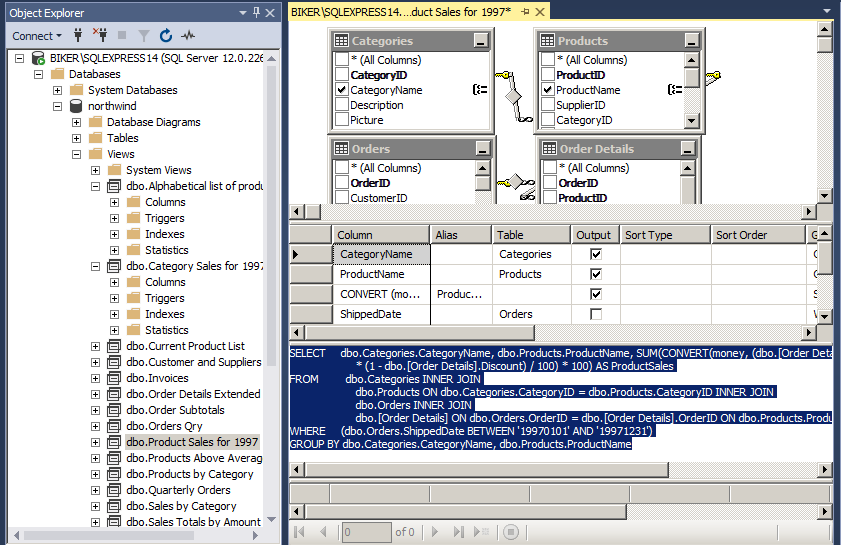 Object Explorer
Connect
BIKER\SQLEXPRESS14 (SQL Server 12.0.226
Databases
System Databases
northwind
Database Diagrams
Tables
Views
System Views
dbo.Alphabetical list of produ
Columns
Triggers
Indexes
Statistics
dbo.Category Sales for 1997
Columns
Triggers
Indexes
Statistics
dbo.Current Product List
dbo.Customer and Suppliers
dbo.Invoices
dbo.Order Details Extended
dbo.Order Subtotals
dbo.Orders Qry
dbo.Product Sales for 1997
dbo.Products Above Averag
dbo.Products by Category
dbo.Quarterly Orders
dbo.Sales by Category
dbo.Sales Totals by Amount
BIKER\SQLEXPRESS14....duct Sales for 1997*
Categories
* (All Columns)
CategoryID
CategoryName
Description
Picture
Products
* (All Columns)
ProductID
ProductName
SupplierID
CategoryID
Orders
* (All Columns)
OrderID
CustomerID
Order Details
* (All Columns)
OrderID
ProductID
Column Alias Table Output Sort Type Sort Order G
CategoryName Categories
ProductName Products
CONVERT (mo... Produc...
ShippedDate Orders
SELECT dbo.Categories.CategoryName, dbo.Products.ProductName, SUM(CONVERT(money, (dbo.[Order Deta
* (1 - dbo.[Order Details].Discount) / 100) * 100) AS ProductSales
FROM dbo.Categories INNER JOIN
dbo.Products ON dbo.Categories.CategoryID = dbo.Products.CategoryID INNER JOIN
dbo.Orders INNER JOIN
dbo.[Order Details] ON dbo.Orders.OrderID = dbo.[Order Details].OrderID ON dbo.Products.Produ
WHERE (dbo.Orders.ShippedDate BETWEEN '19970101' AND '19971231')
GROUP BY dbo.Categories.CategoryName, dbo.Products.ProductName
0 of 0